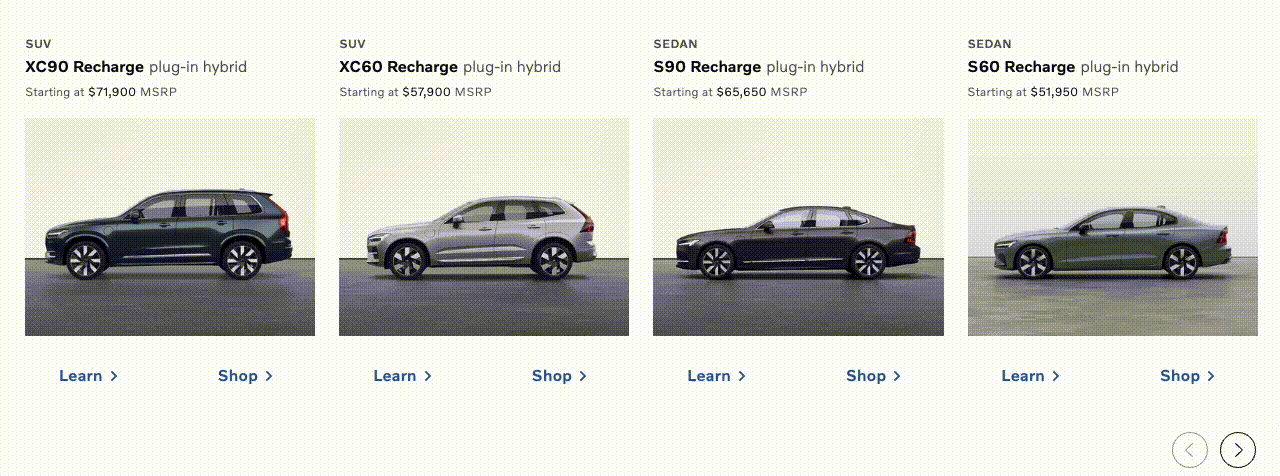 SUV
XC90 Recharge plug-in hybrid
Starting at $71,900 MSRP
Learn
Shop
SUV
XC60 Recharge plug-in hybrid
Starting at $57,900 MSRP
Learn
Shop
SEDAN
S90 Recharge plug-in hybrid
Starting at $65,650 MSRP
Learn
Shop
SEDAN
S60 Recharge plug-in hybrid
Starting at $51,950 MSRP
Learn
Shop